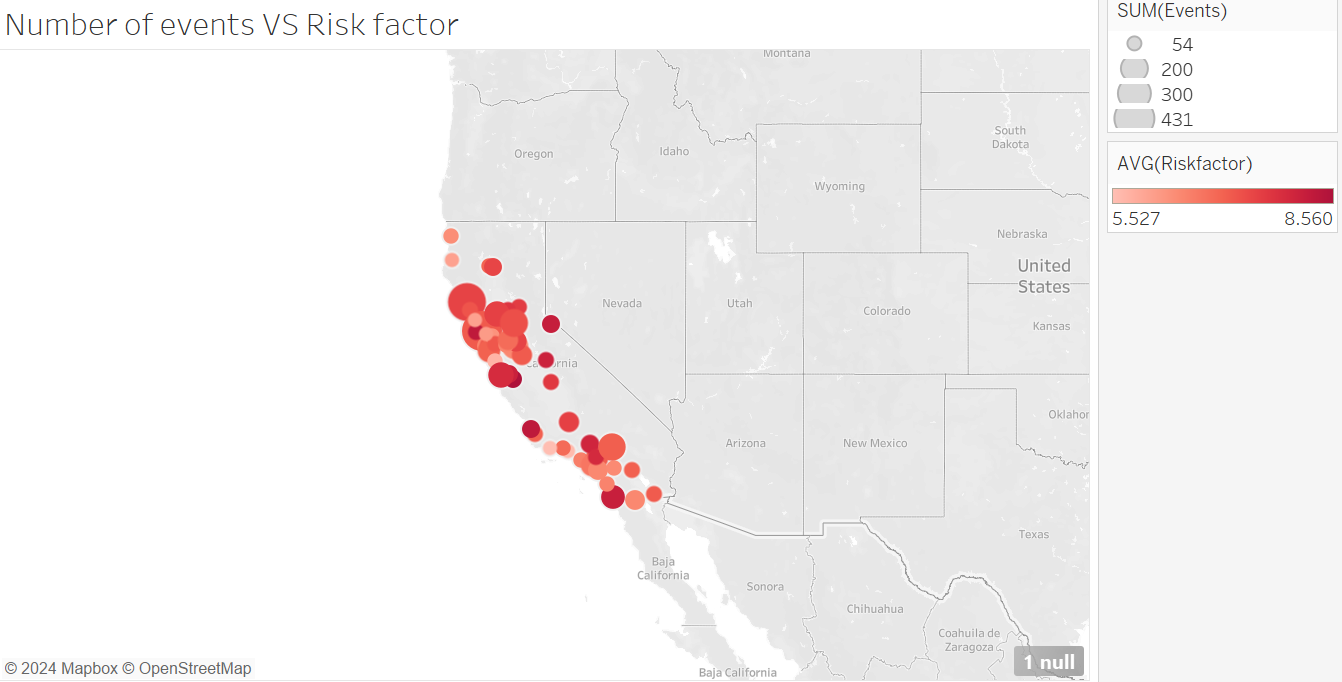 Number of events VS Risk factor
SUM(Events)
54
200
300
431
AVG(Riskfactor)
5.527 8.560
Montana
South
Dakota
Oregon
Idaho
Wyoming
Nebraska
United
States
Nevada
Utah
Colorado
Kansas
Oklahor
Arizona
New Mexico
Texas
Baja
California
Sonora
Chihuahua
Coahuila de
Zaragoza
Baja California
1 null
© 2024 Mapbox © OpenStreetMap